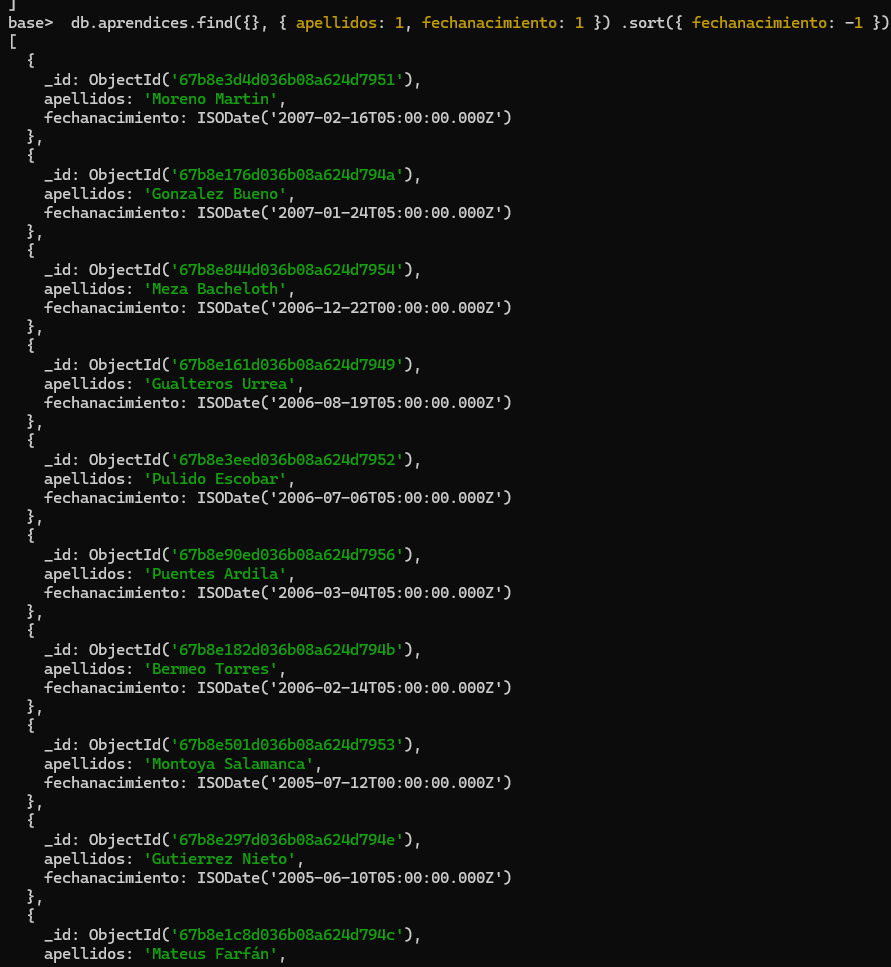 ]
base>  db.aprendices.find({}, { apellidos: 1, fechanacimiento: 1 }) .sort({ fechanacimiento: -1 })
[
  {
    _id: ObjectId('67b8e3d4d036b08a624d7951'),
    apellidos: 'Moreno Martin',
    fechanacimiento: ISODate('2007-02-16T05:00:00.000Z')
  },
  {
    _id: ObjectId('67b8e176d036b08a624d794a'),
    apellidos: 'Gonzalez Bueno',
    fechanacimiento: ISODate('2007-01-24T05:00:00.000Z')
  },
  {
    _id: ObjectId('67b8e844d036b08a624d7954'),
    apellidos: 'Meza Bacheloth',
    fechanacimiento: ISODate('2006-12-22T00:00:00.000Z')
  },
  {
    _id: ObjectId('67b8e161d036b08a624d7949'),
    apellidos: 'Gualteros Urrea',
    fechanacimiento: ISODate('2006-08-19T05:00:00.000Z')
  },
  {
    _id: ObjectId('67b8e3eed036b08a624d7952'),
    apellidos: 'Pulido Escobar',
    fechanacimiento: ISODate('2006-07-06T05:00:00.000Z')
  },
  {
    _id: ObjectId('67b8e90ed036b08a624d7956'),
    apellidos: 'Puentes Ardila',
    fechanacimiento: ISODate('2006-03-04T05:00:00.000Z')
  },
  {
    _id: ObjectId('67b8e182d036b08a624d794b'),
    apellidos: 'Bermeo Torres',
    fechanacimiento: ISODate('2006-02-14T05:00:00.000Z')
  },
  {
    _id: ObjectId('67b8e501d036b08a624d7953'),
    apellidos: 'Montoya Salamanca',
    fechanacimiento: ISODate('2005-07-12T00:00:00.000Z')
  },
  {
    _id: ObjectId('67b8e297d036b08a624d794e'),
    apellidos: 'Gutierrez Nieto',
    fechanacimiento: ISODate('2005-06-10T05:00:00.000Z')
  },
  {
    _id: ObjectId('67b8e1c8d036b08a624d794c'),
    apellidos: 'Mateus Farfán',